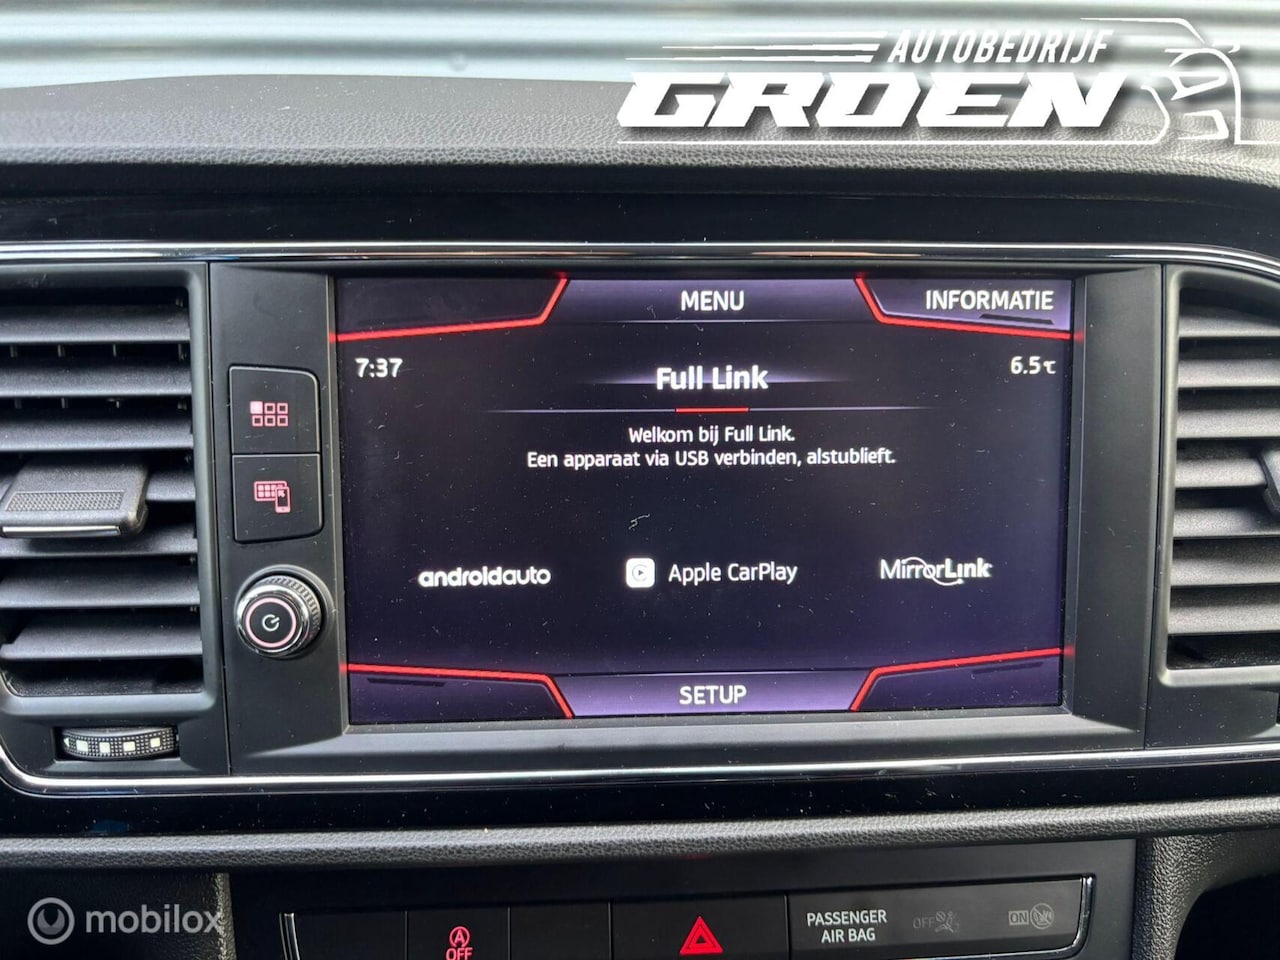 AUTOBEDRIJF
GROEN
MENU
INFORMATIE
7:37
6.5℃
Full Link
Welkom bij Full Link.
Een apparaat via USB verbinden, alstublieft.
androidauto
Apple CarPlay
MirrorLink
SETUP
A
OFF
PASSENGER
AIR BAG
OFF
ON
mobilox